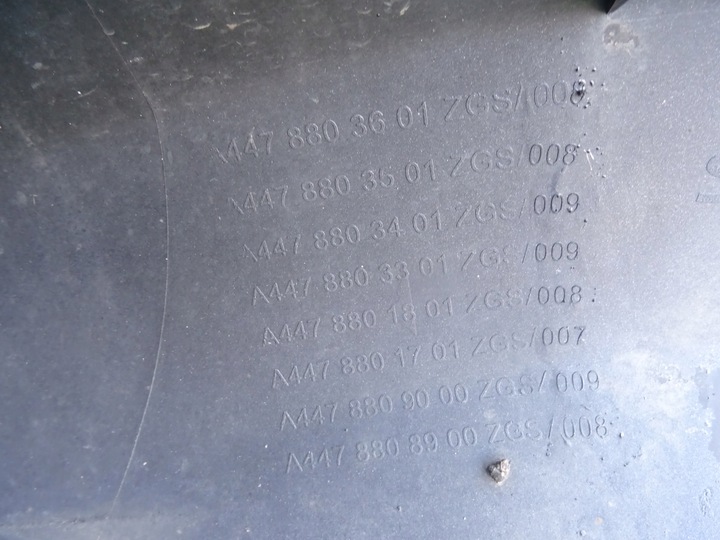 A447 880 36 01 ZGS/008
A447 880 35 01 ZGS/008
A447 880 34 01 ZGS/009
A447 880 33 01 ZGS/009
A447 880 18 01 ZGS/008
A447 880 17 01 ZGS/007
A447 880 90 00 ZGS/009
A447 880 89 00 ZGS/008